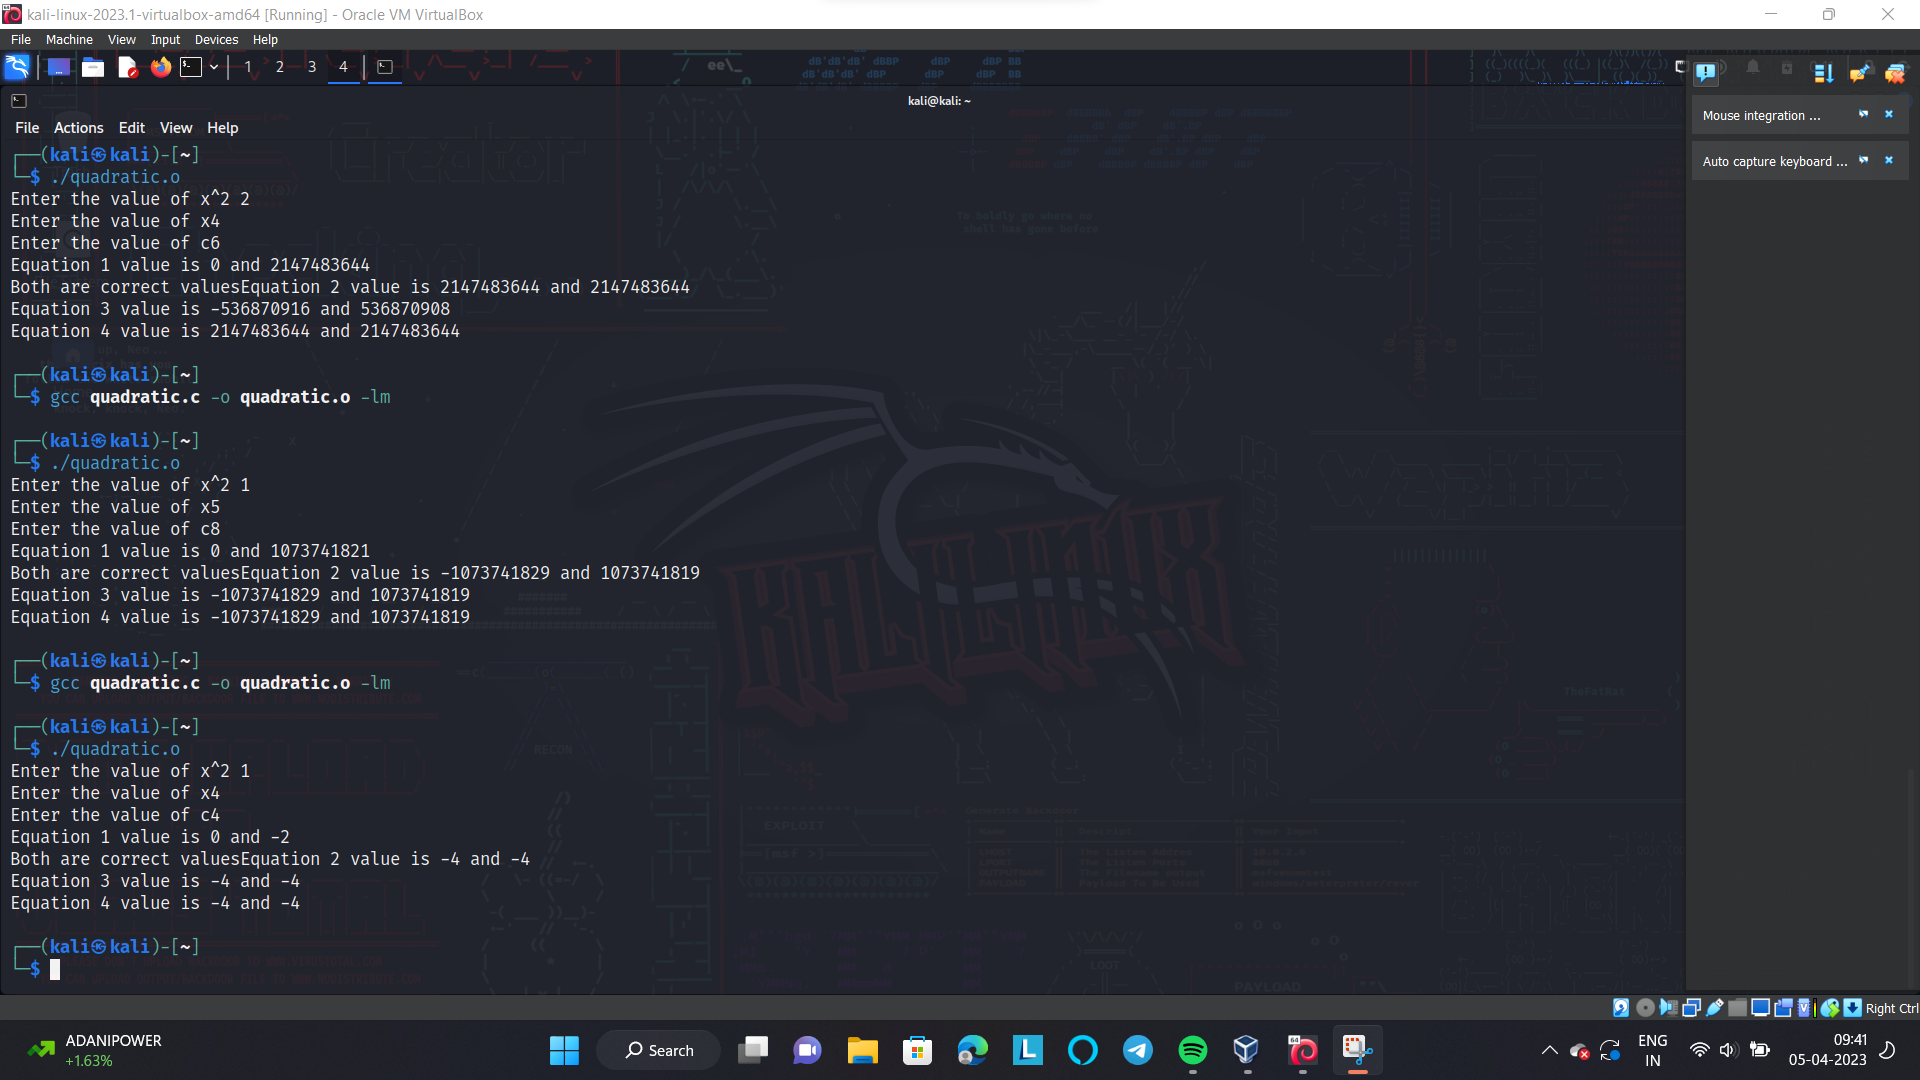 kali-linux-2023.1-virtualbox-amd64 [Running] - Oracle VM VirtualBox
File Machine View Input Devices Help
1 2 3 4
kali@kali: ~
File Actions Edit View Help
┌──(kali㉿kali)-[~]
└─$ ./quadratic.o
Enter the value of x^2 2
Enter the value of x4
Enter the value of c6
Equation 1 value is 0 and 2147483644
Both are correct valuesEquation 2 value is 2147483644 and 2147483644
Equation 3 value is -536870916 and 536870908
Equation 4 value is 2147483644 and 2147483644
┌──(kali㉿kali)-[~]
└─$ gcc quadratic.c -o quadratic.o -lm
┌──(kali㉿kali)-[~]
└─$ ./quadratic.o
Enter the value of x^2 1
Enter the value of x5
Enter the value of c8
Equation 1 value is 0 and 1073741821
Both are correct valuesEquation 2 value is -1073741829 and 1073741819
Equation 3 value is -1073741829 and 1073741819
Equation 4 value is -1073741829 and 1073741819
┌──(kali㉿kali)-[~]
└─$ gcc quadratic.c -o quadratic.o -lm
┌──(kali㉿kali)-[~]
└─$ ./quadratic.o
Enter the value of x^2 1
Enter the value of x4
Enter the value of c4
Equation 1 value is 0 and -2
Both are correct valuesEquation 2 value is -4 and -4
Equation 3 value is -4 and -4
Equation 4 value is -4 and -4
┌──(kali㉿kali)-[~]
└─$
Mouse integration ...
Auto capture keyboard ...
KALI LINUX
RECON
EXPLOIT
LOOT
PAYLOAD
TheFatRat
Right Ctrl
ADANIPOWER
+1.63%
Search
ENG
IN
09:41
05-04-2023